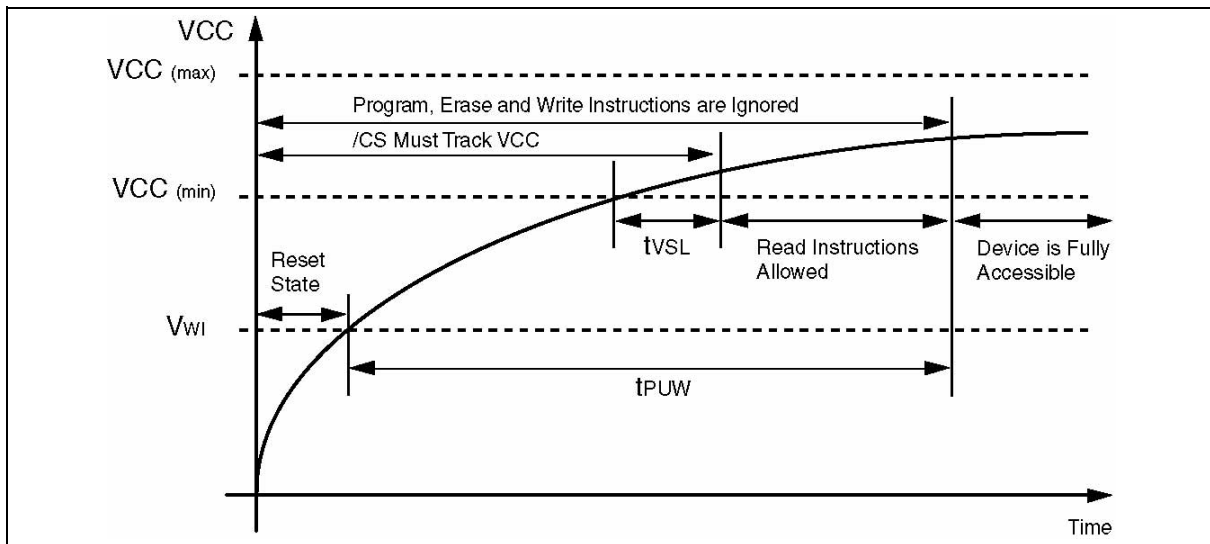 VCC
VCC (max)
Program, Erase and Write Instructions are Ignored
/CS Must Track VCC
VCC (min)
tVSL
Read Instructions
Allowed
Device is Fully
Accessible
Reset
State
VWI
tPUW
Time